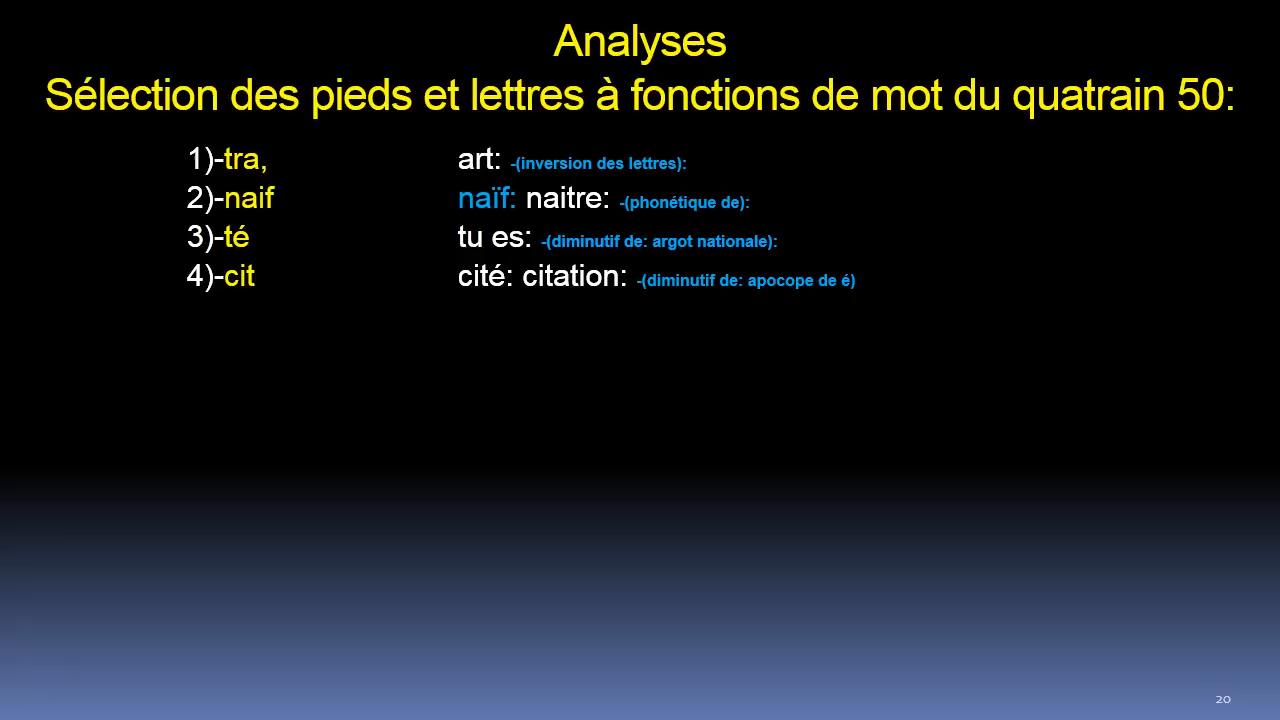 Analyses
Sélection des pieds et lettres à fonctions de mot du quatrain 50:
1)-tra, art: -(inversion des lettres):
2)-naif naïf: naitre: -(phonétique de):
3)-té tu es: -(diminutif de: argot nationale):
4)-cit cité: citation: -(diminutif de: apocope de é)
20